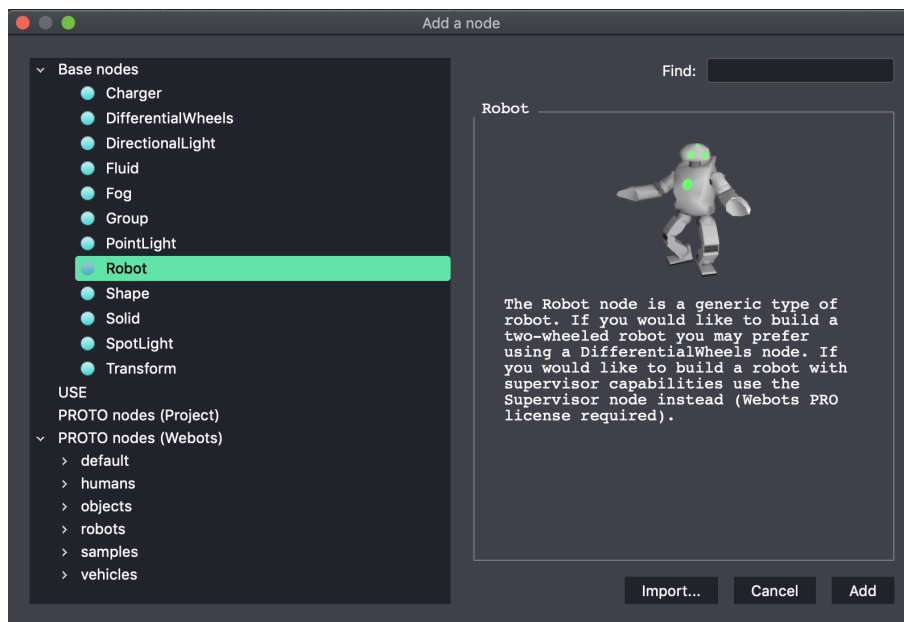 Add a node
Base nodes
Charger
DifferentialWheels
DirectionalLight
Fluid
Fog
Group
PointLight
Robot
Shape
Solid
SpotLight
Transform
USE
PROTO nodes (Project)
PROTO nodes (Webots)
default
humans
objects
robots
samples
vehicles
Find:
Robot
The Robot node is a generic type of
robot. If you would like to build a
two-wheeled robot you may prefer
using a DifferentialWheels node. If
you would like to build a robot with
supervisor capabilities use the
Supervisor node instead (Webots PRO
license required).
Import...
Cancel
Add